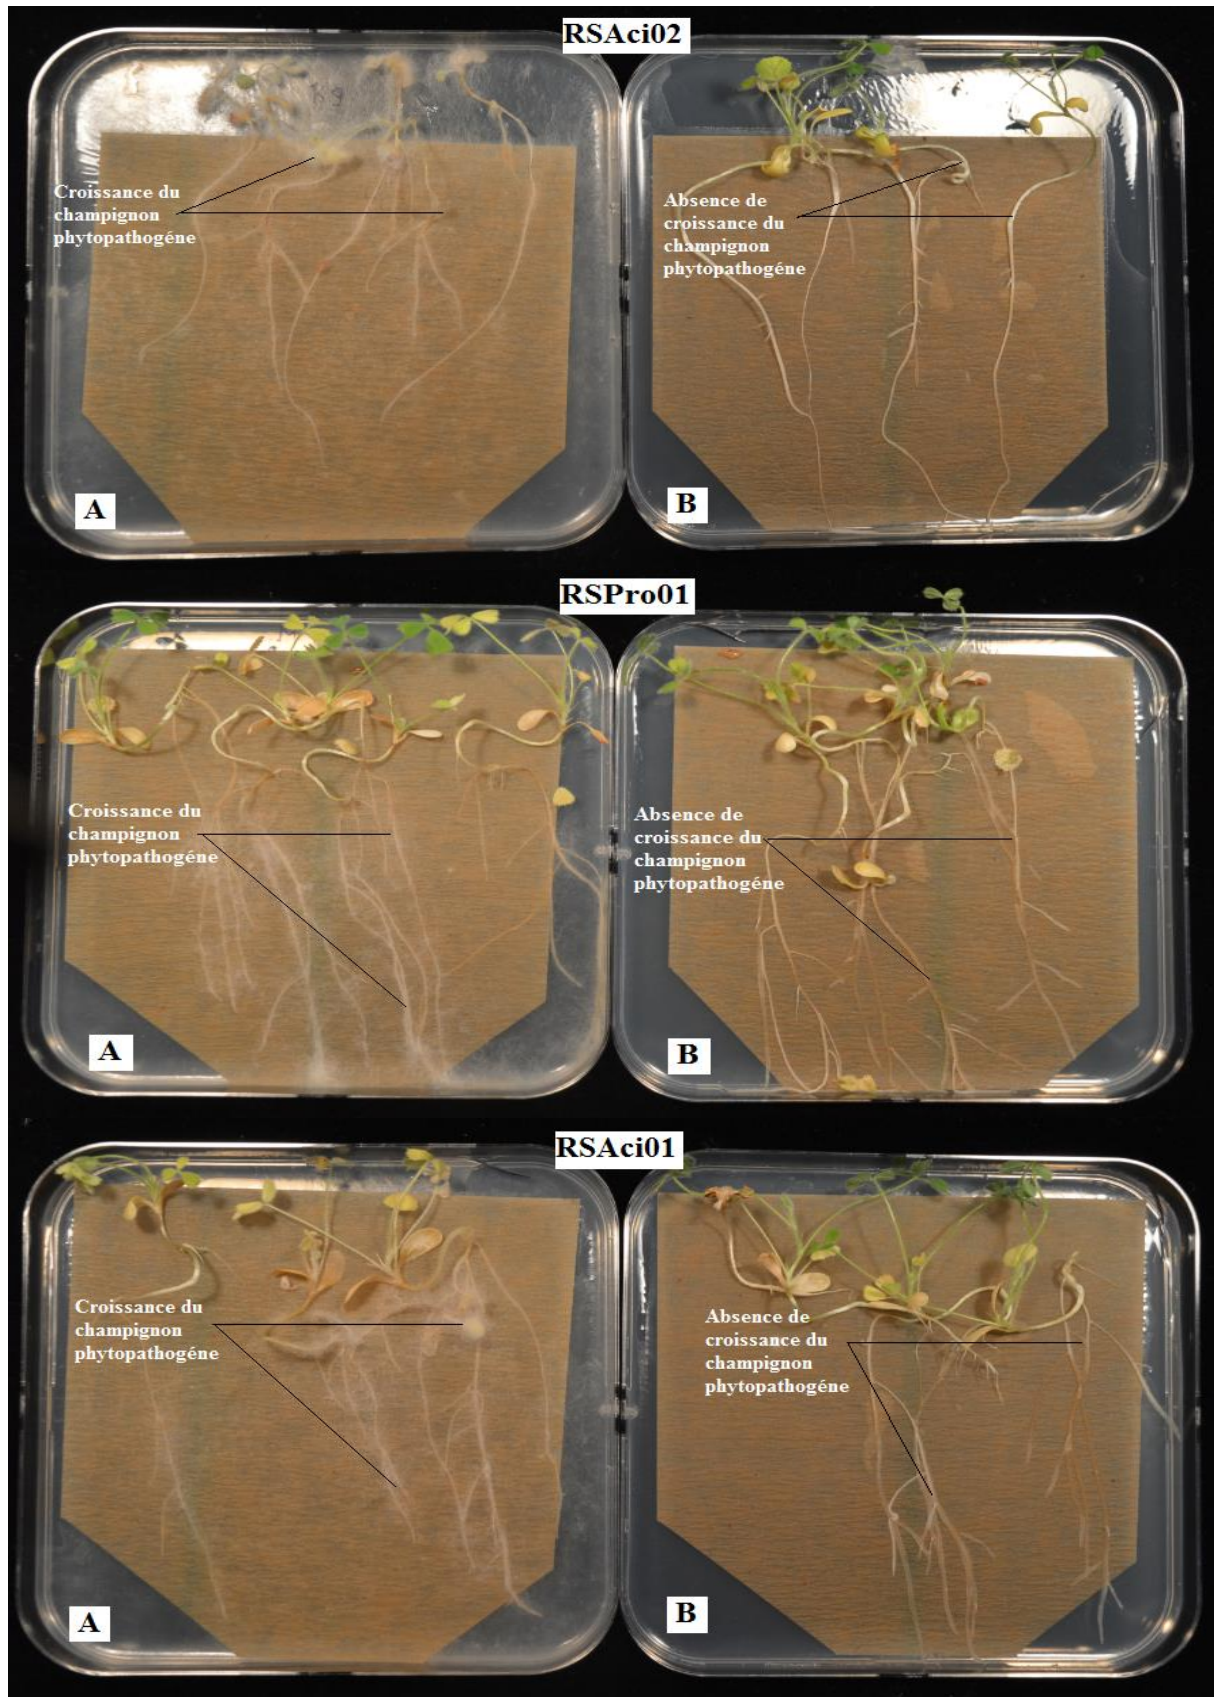 RSAci02
Croissance du
champignon
phytopathogéne
Absence de
croissance du
champignon
phytopathogéne
A
B
RSPro01
Croissance du
champignon
phytopathogéne
Absence de
croissance du
champignon
phytopathogéne
A
B
RSAci01
Croissance du
champignon
phytopathogéne
Absence de
croissance du
champignon
phytopathogéne
A
B